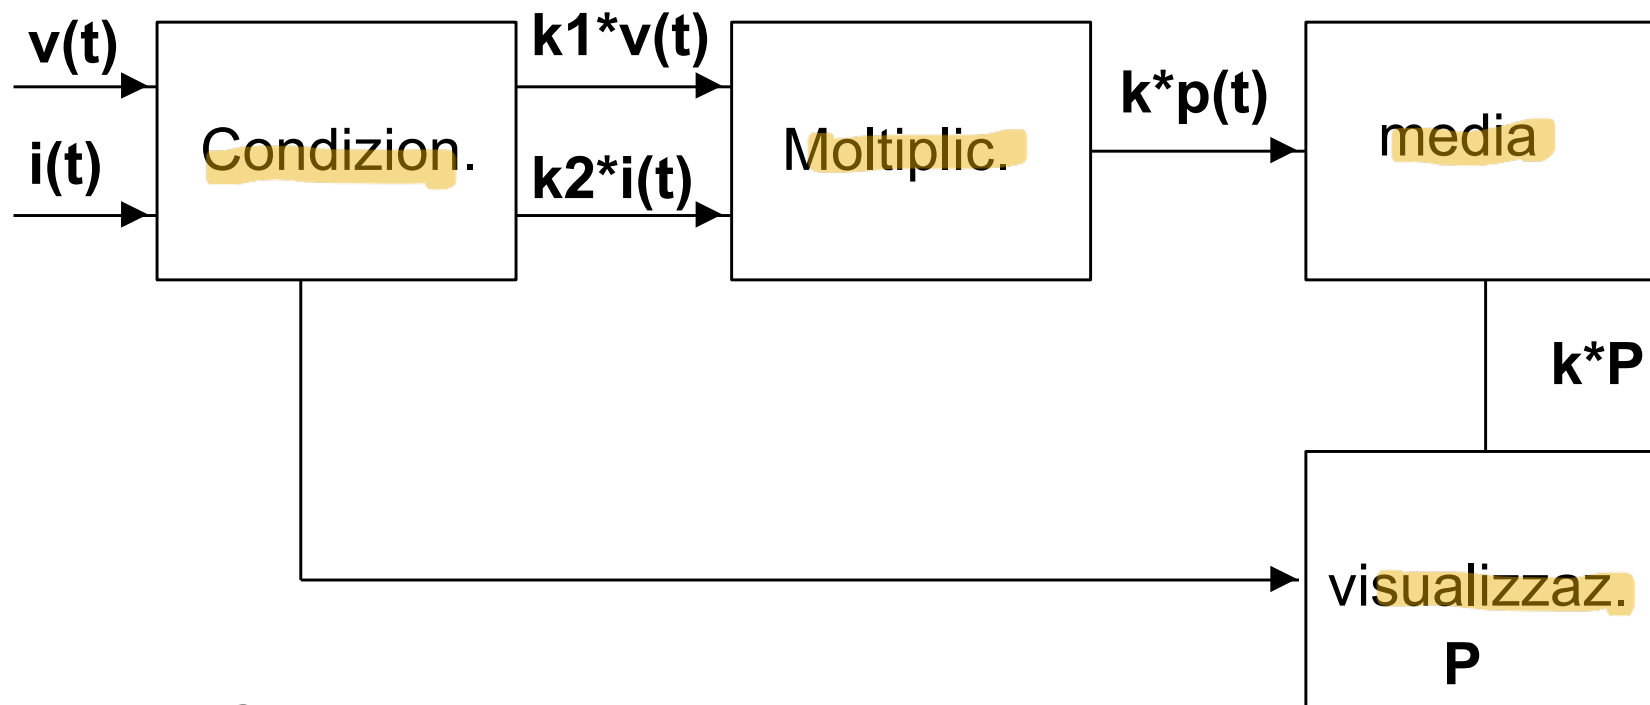 v(t)
i(t)
Condizion.
k1*v(t)
k2*i(t)
Moltiplic.
k*p(t)
media
k*P
visualizzaz.
P